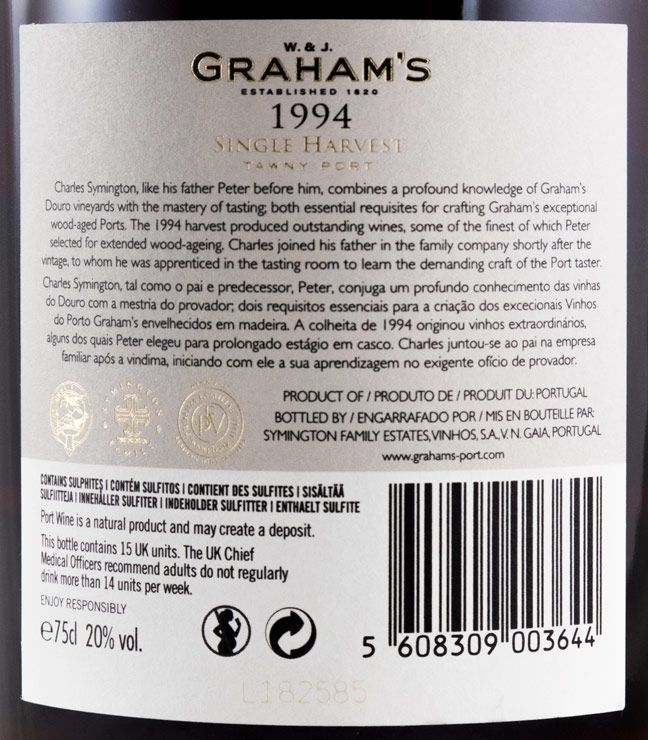 W. & J.
GRAHAM'S
ESTABLISHED 1820
1994
SINGLE HARVEST
TAWNY PORT
Charles Symington, like his father Peter before him, combines a profound knowledge of Graham's
Douro vineyards with the mastery of tasting; both essential requisites for crafting Graham's exceptional
wood-aged Ports. The 1994 harvest produced outstanding wines, some of the finest of which Peter
selected for extended wood-ageing. Charles joined his father in the family company shortly after the
vintage, to whom he was apprenticed in the tasting room to learn the demanding craft of the Port taster.
Charles Symington, tal como o pai e predecessor, Peter, conjuga um profundo conhecimento das vinhas
do Douro com a mestria do provador; dois requisitos essenciais para a criação dos excecionais Vinhos
do Porto Graham's envelhecidos em madeira. A colheita de 1994 originou vinhos extraordinários,
alguns dos quais Peter elegeu para prolongado estágio em casco. Charles juntou-se ao pai na empresa
familiar após a vindima, iniciando com ele a sua aprendizagem no exigente ofício de provador.
SYMINGTON
PRODUCT OF / PRODUTO DE / PRODUIT DU: PORTUGAL
BOTTLED BY / ENGARRAFADO POR / MIS EN BOUTEILLE PAR:
SYMINGTON FAMILY ESTATES, VINHOS, S.A., V. N. GAIA, PORTUGAL
www.grahams-port.com
CONTAINS SULPHITES | CONTÉM SULFITOS | CONTIENT DES SULFITES | SISÄLTÄÄ
SULFIITTEJA | INNEHÅLLER SULFITER | INDEHOLDER SULFITTER | ENTHAELT SULFITE
Port Wine is a natural product and may create a deposit.
This bottle contains 15 UK units. The UK Chief
Medical Officers recommend adults do not regularly
drink more than 14 units per week.
ENJOY RESPONSIBLY
℮75cl 20% vol.
5 608309 003644
L182585